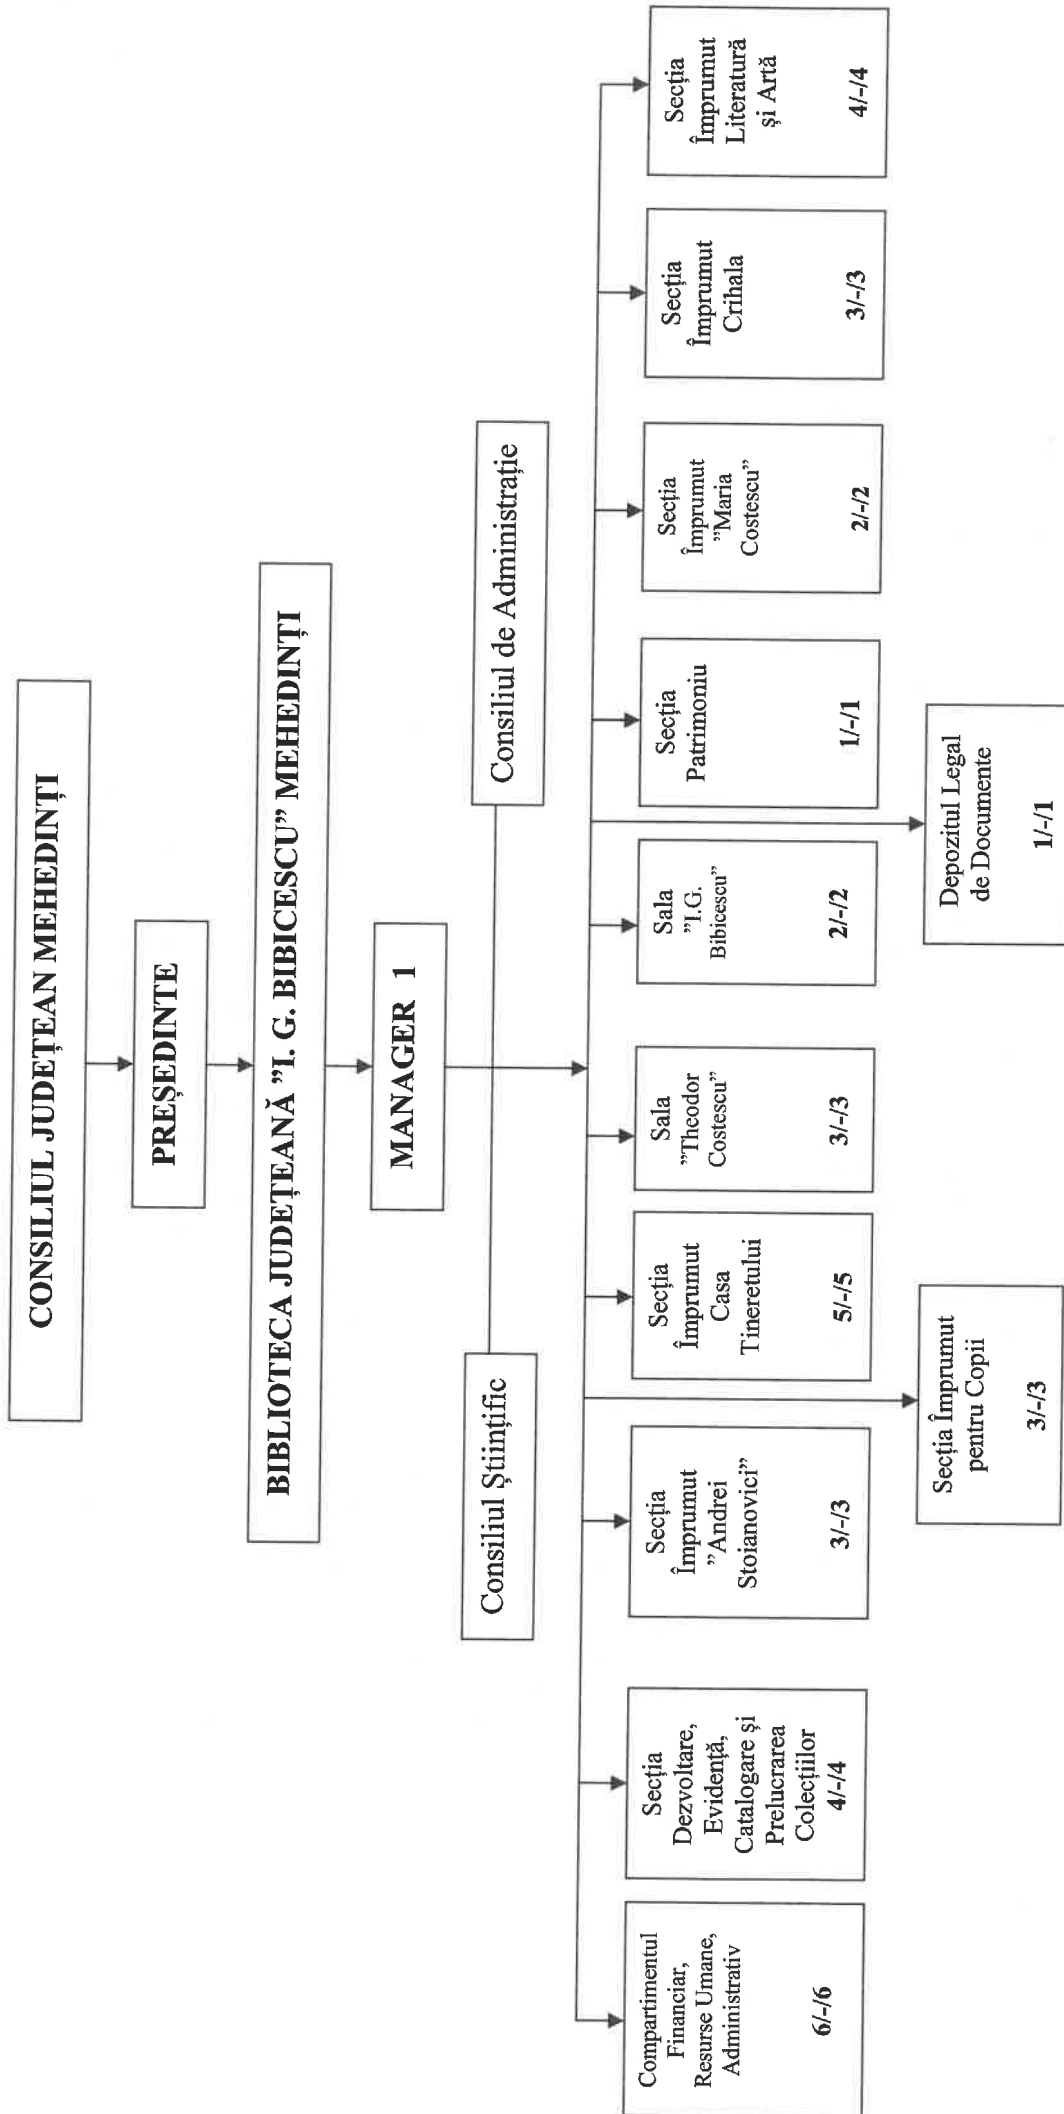 CONSILIUL JUDEȚEAN MEHEDINȚI
PREȘEDINTE
BIBLIOTECA JUDEȚEANĂ ”I. G. BIBICESCU” MEHEDINȚI
MANAGER 1
Consiliul Științific
Consiliul de Administrație
Compartimentul
Financiar,
Resurse Umane,
Administrativ
6/-/6
Secția
Dezvoltare,
Evidență,
Catalogare și
Prelucrarea
Colecțiilor
4/-/4
Secția
Împrumut
”Andrei
Stoianovici”
3/-/3
Secția
Împrumut
Casa
Tineretului
5/-/5
Sala
”Theodor
Costescu”
3/-/3
Sala
”I.G.
Bibicescu”
2/-/2
Secția
Patrimoniu
1/-/1
Secția
Împrumut
”Maria
Costescu”
2/-/2
Secția
Împrumut
Crihala
3/-/3
Secția
Împrumut
Literatură
și Artă
4/-/4
Secția Împrumut
pentru Copii
3/-/3
Depozitul Legal
de Documente
1/-/1